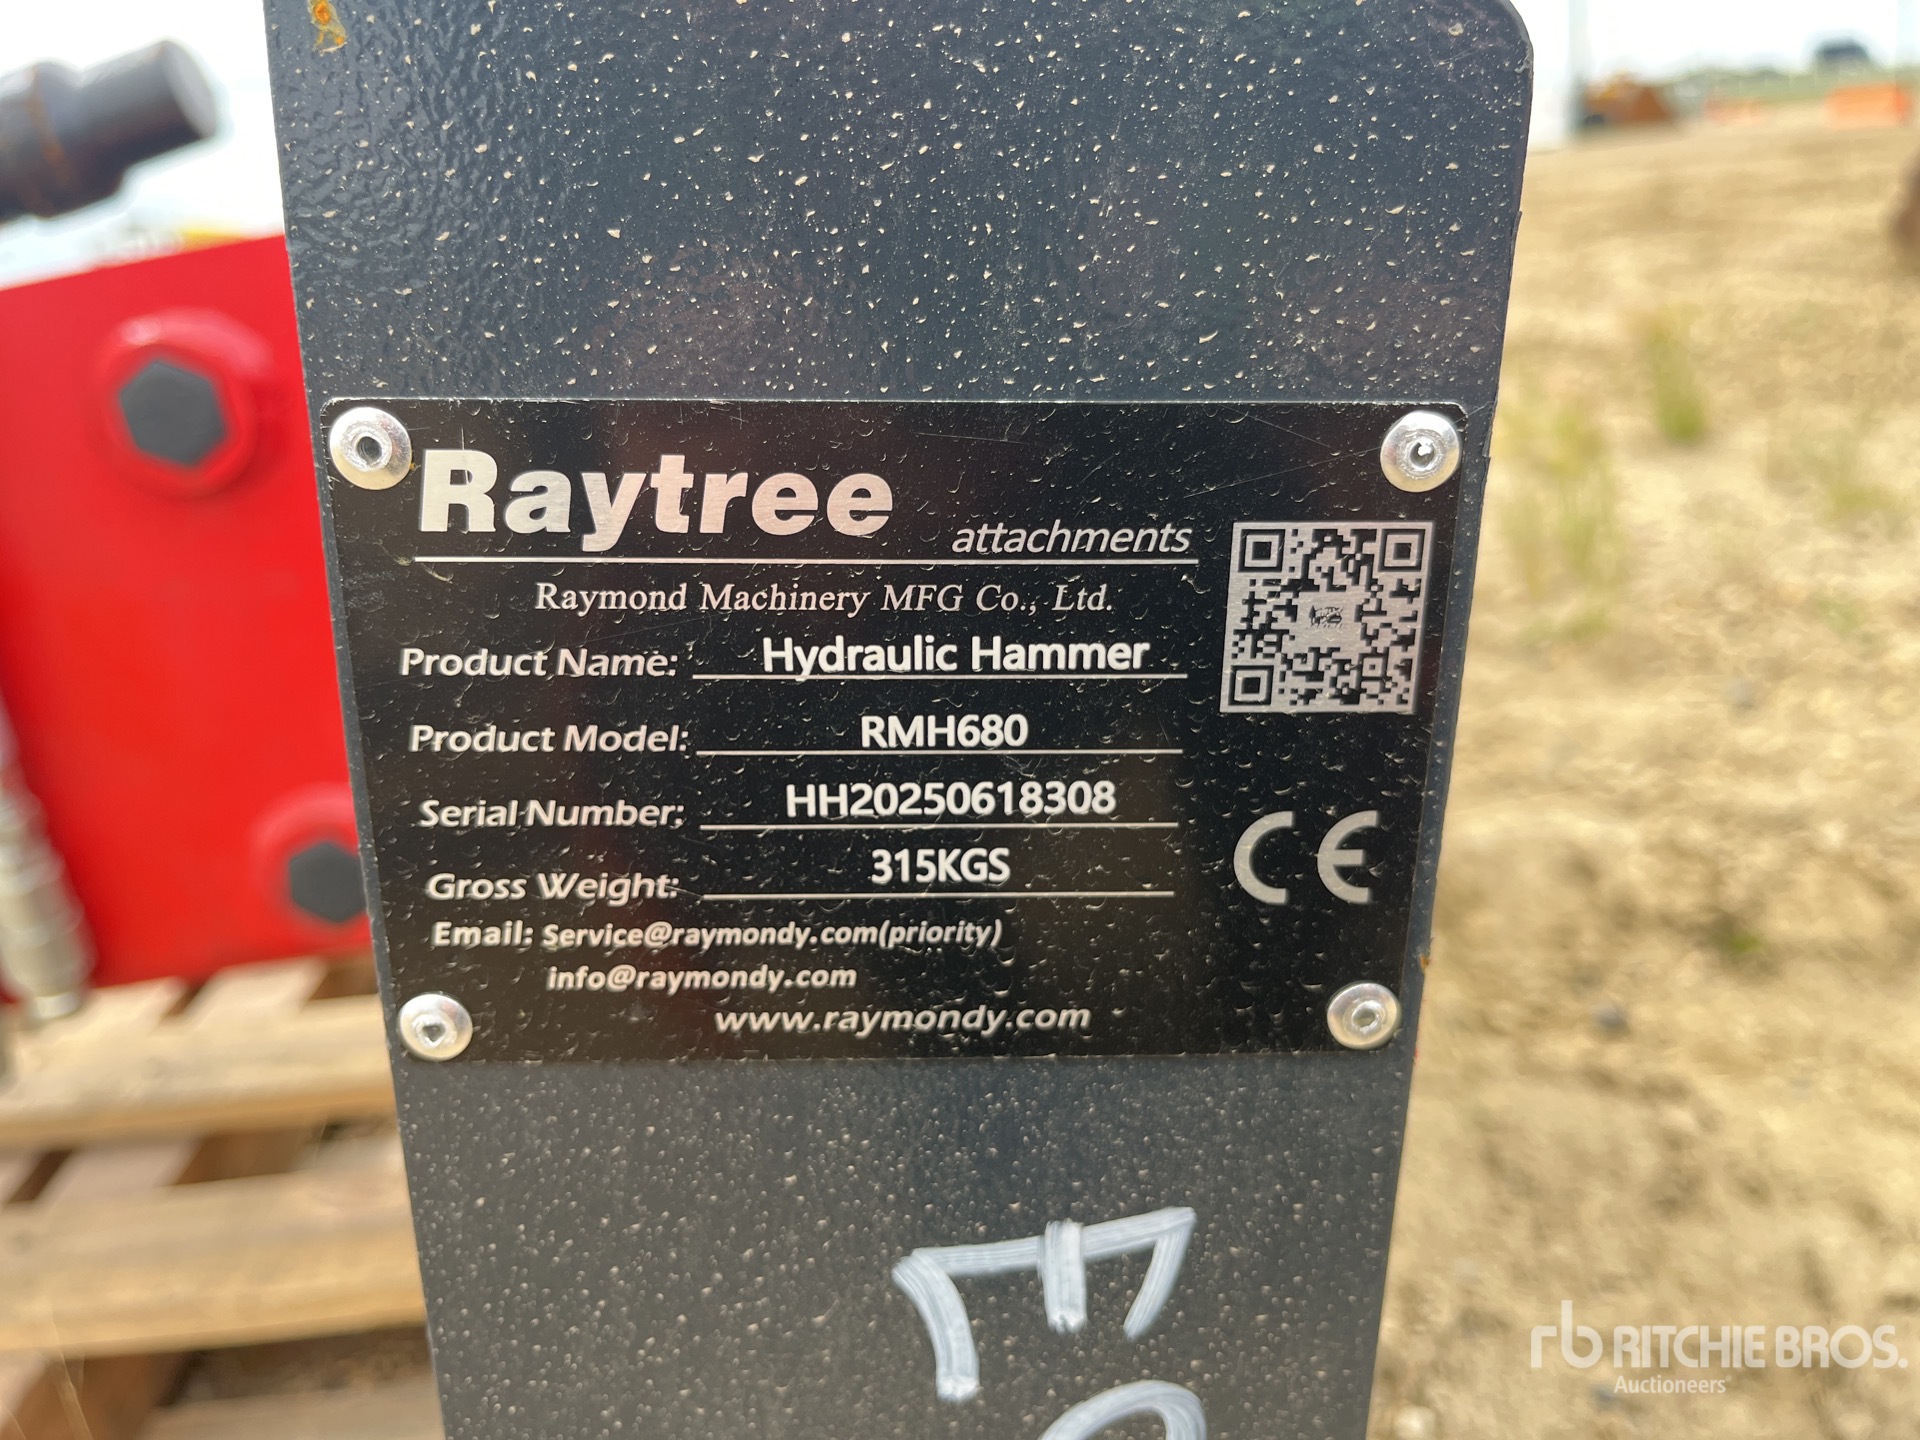 Raytree
attachments
Raymond Machinery MFG Co., Ltd.
Product Name: Hydraulic Hammer
Product Model: RMH680
Serial Number: HH20250618308
Gross Weight: 315KGS
CE
Email: Service@raymondy.com(priority)
info@raymondy.com
www.raymondy.com
rb RITCHIE BROS.
Auctioneers